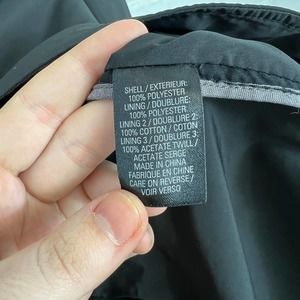 SHELL / EXTERIEUR:
100% POLYESTER
LINING / DOUBLURE:
100% POLYESTER
LINING 2 / DOUBLURE 2:
100% COTTON / COTON
LINING 3 / DOUBLURE 3:
100% ACETATE TWILL /
ACETATE SERGE
MADE IN CHINA
FABRIQUE EN CHINE
CARE ON REVERSE /
VOIR VERSO